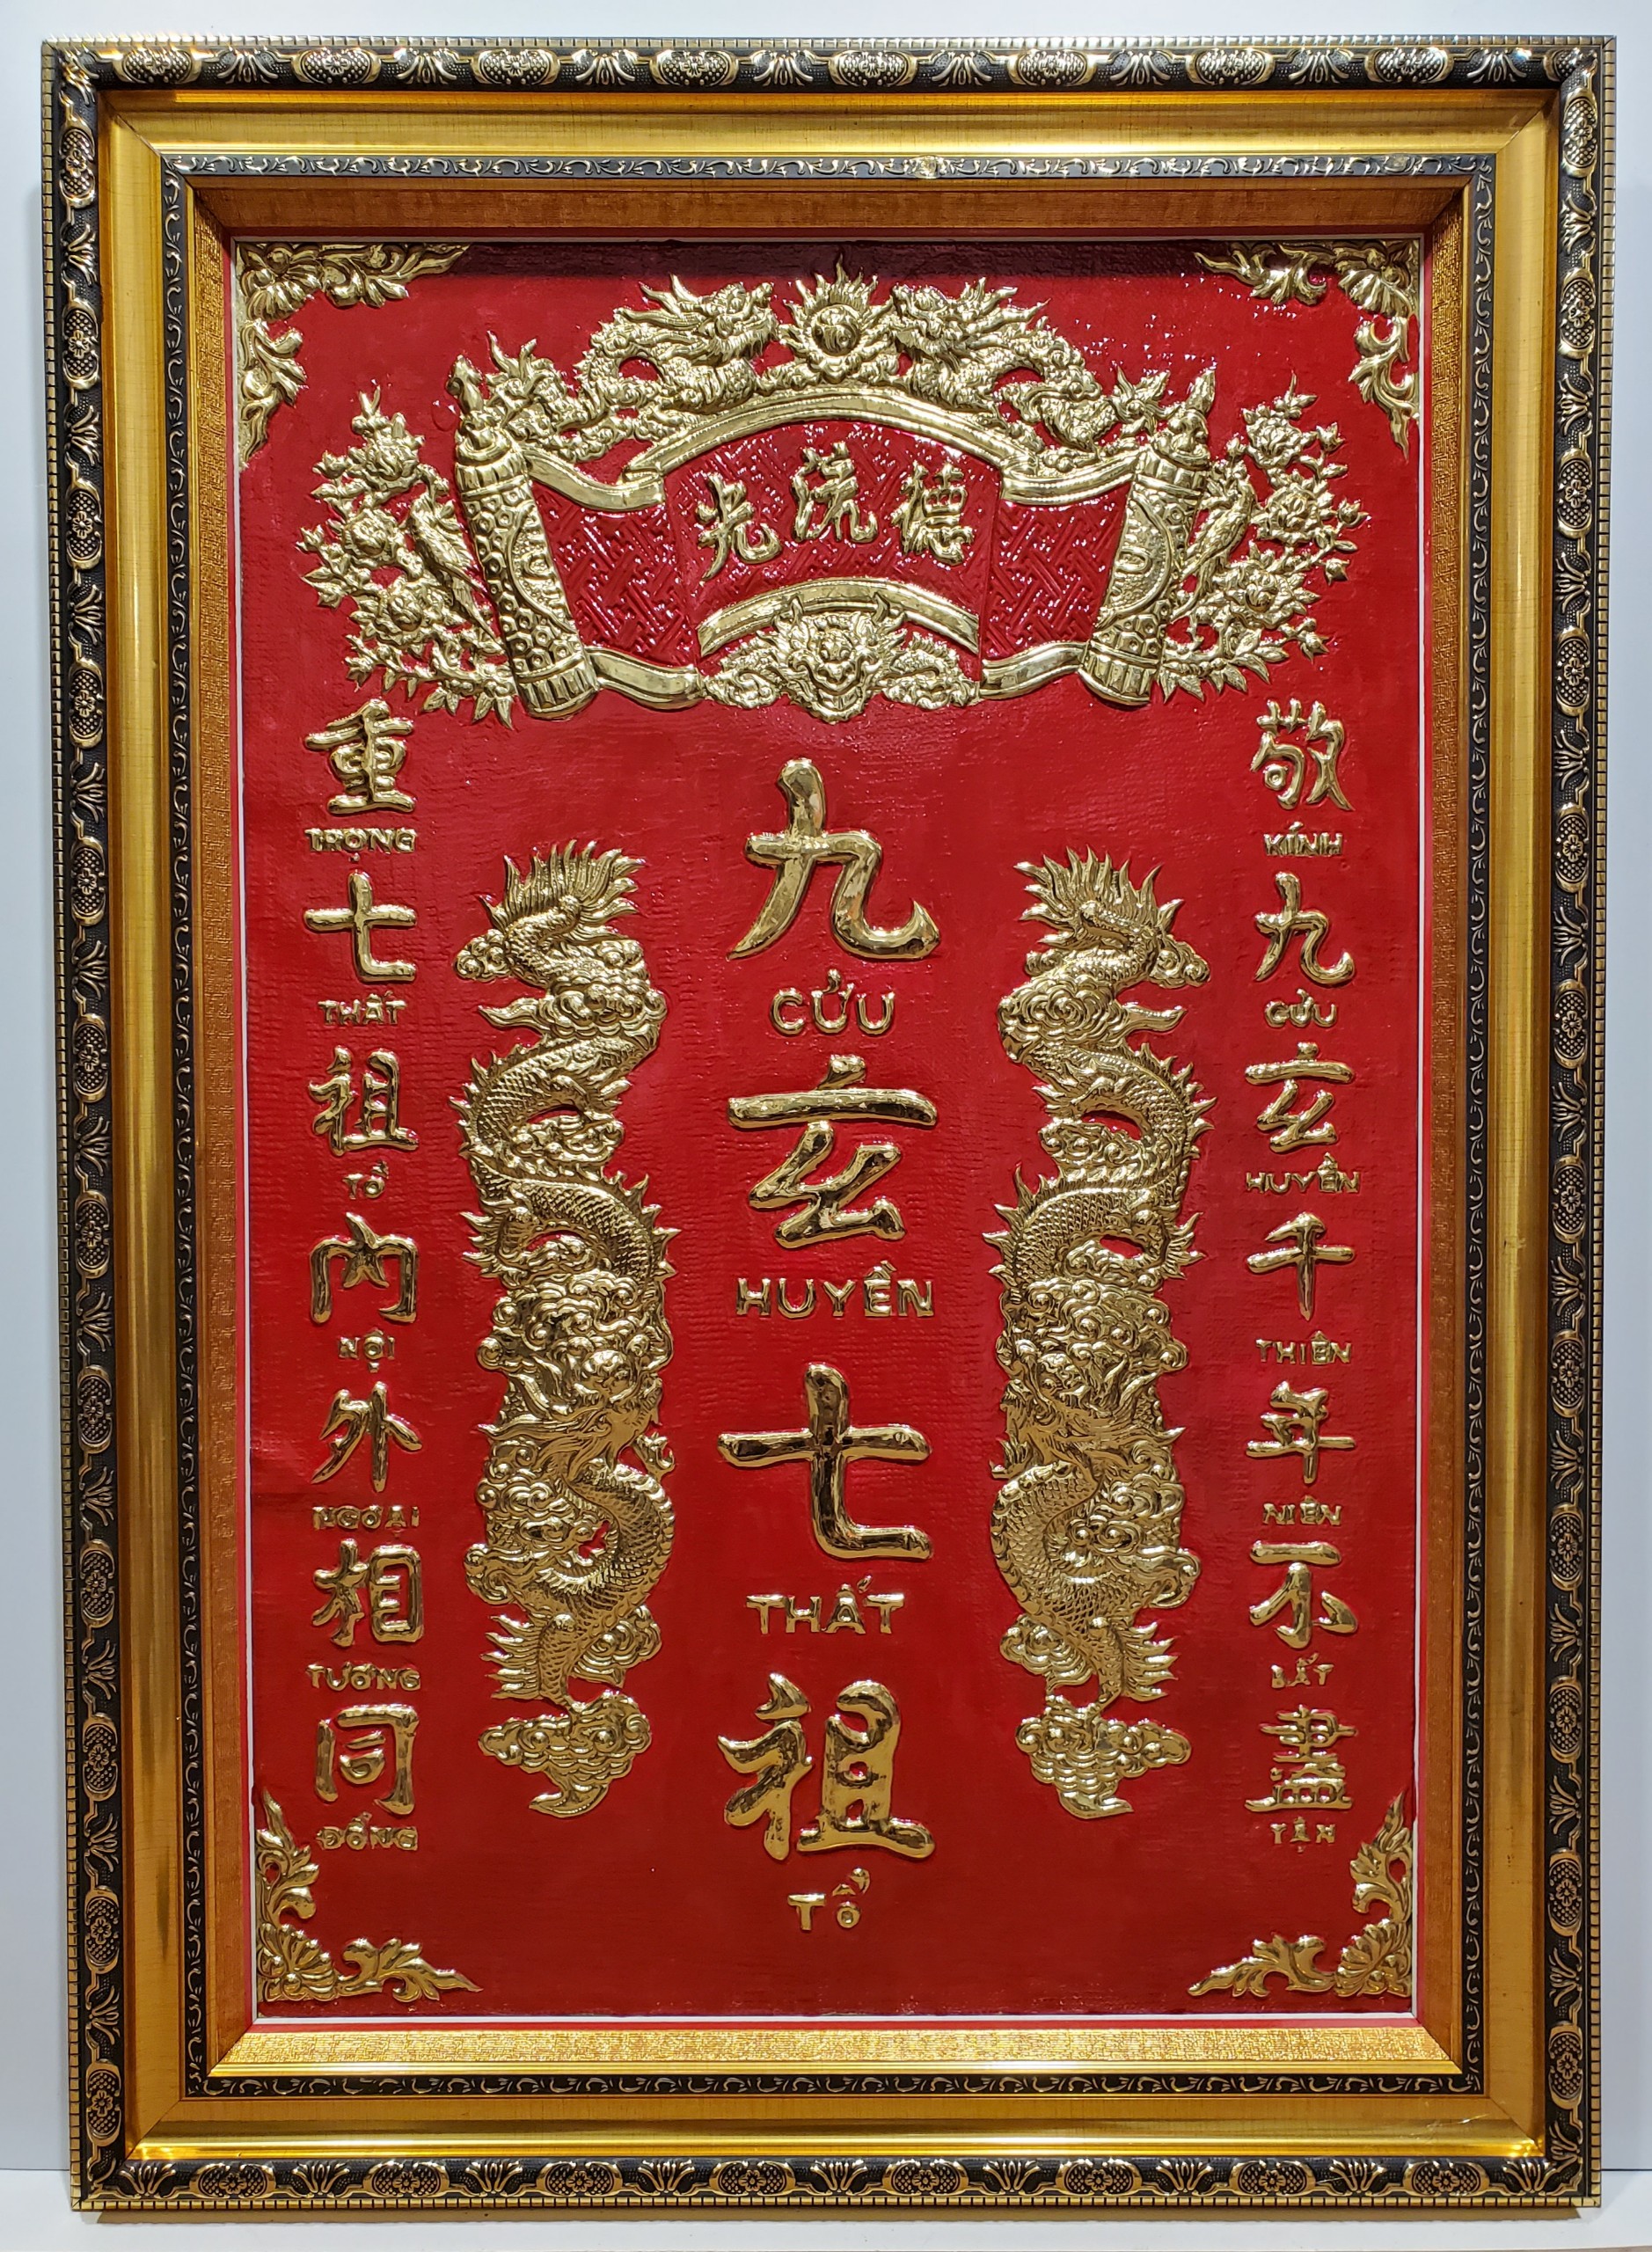 德流光
敬
KÍNH
九
CỬU
玄
HUYỀN
千
THIÊN
年
NIÊN
不
BẤT
盡
TẬN
九
CỬU
玄
HUYỀN
七
THẤT
祖
TỔ
重
TRỌNG
七
THẤT
祖
TỔ
內
NỘI
外
NGOẠI
相
TƯƠNG
同
ĐỒNG